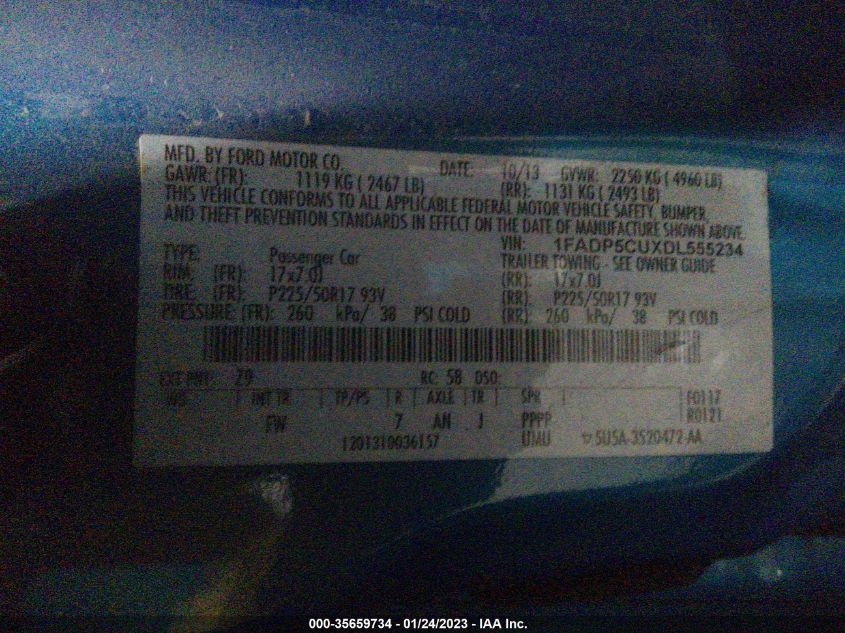 MFD. BY FORD MOTOR CO. DATE: 10/13 GVWR: 2250 KG ( 4960 LB)
GAWR: (FR): 1119 KG ( 2467 LB) (RR): 1131 KG ( 2493 LB)
THIS VEHICLE CONFORMS TO ALL APPLICABLE FEDERAL MOTOR VEHICLE SAFETY, BUMPER,
AND THEFT PREVENTION STANDARDS IN EFFECT ON THE DATE OF MANUFACTURE SHOWN ABOVE.
VIN: 1FADP5CUXDL555234
TYPE: Passenger Car TRAILER TOWING - SEE OWNER GUIDE
RIM: (FR): 17x7.0J (RR): 17x7.0J
TIRE: (FR): P225/50R17 93V (RR): P225/50R17 93V
PRESSURE: (FR): 260 kPa/ 38 PSI COLD (RR): 260 kPa/ 38 PSI COLD
EXT PNT: RC: 58 DSO:
WB INT TR TP/PS R AXLE TR SPR F0117
FW 7 AN J PPPP R0121
1201310036157 UMU 5U5A-3520472-AA
000-35659734 - 01/24/2023 - IAA Inc.